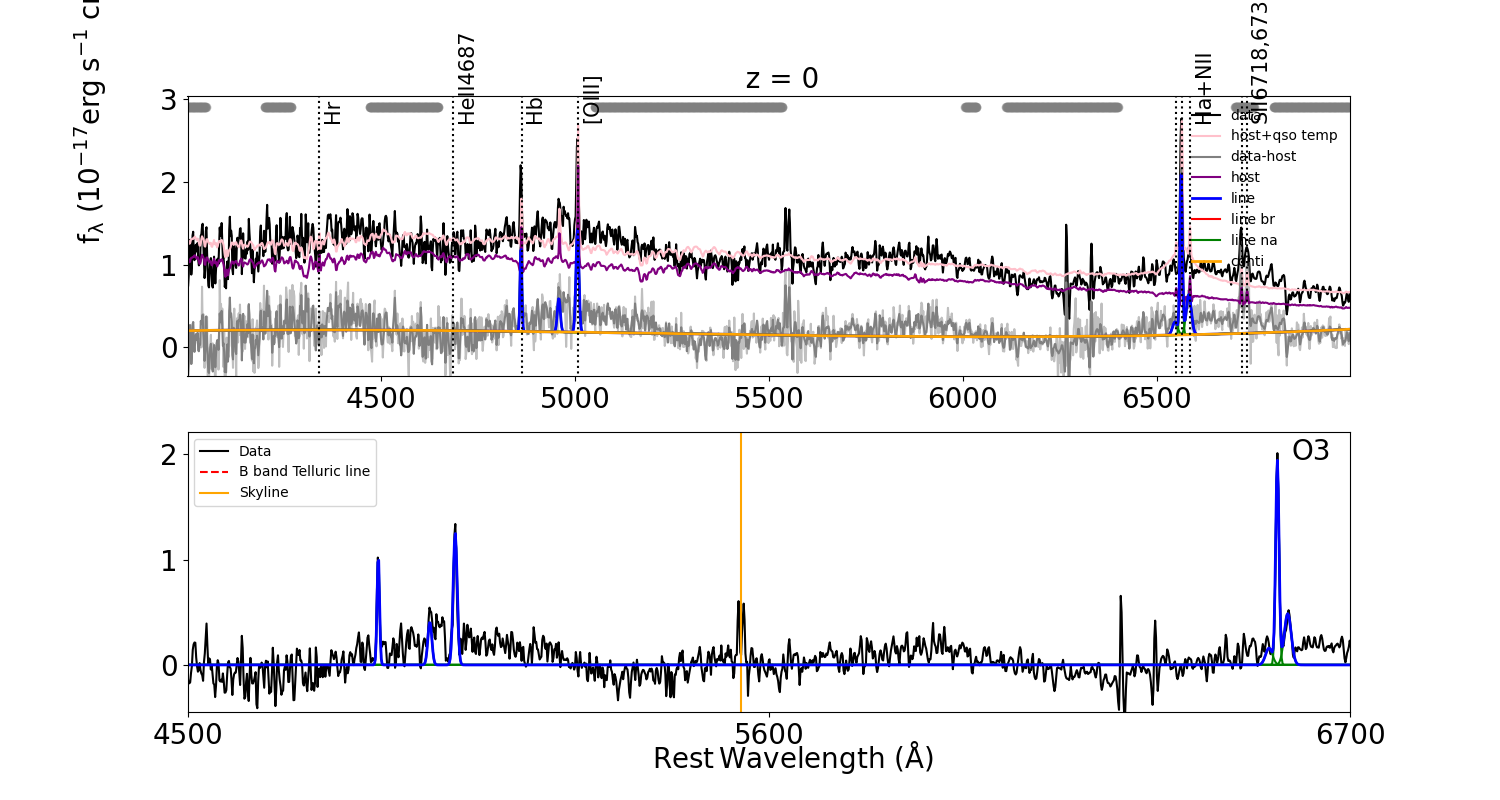 z = 0
f_λ (10^−17 erg s^−1
Hr
HeII4687
Hb
[OIII]
Ha+NII
SII6718,673
data
host+qso temp
data-host
host
line
line br
line na
conti
3
2
1
0
4500 5000 5500 6000 6500
Data
B band Telluric line
Skyline
O3
2
1
0
4500 5600 6700
Rest Wavelength (Å)